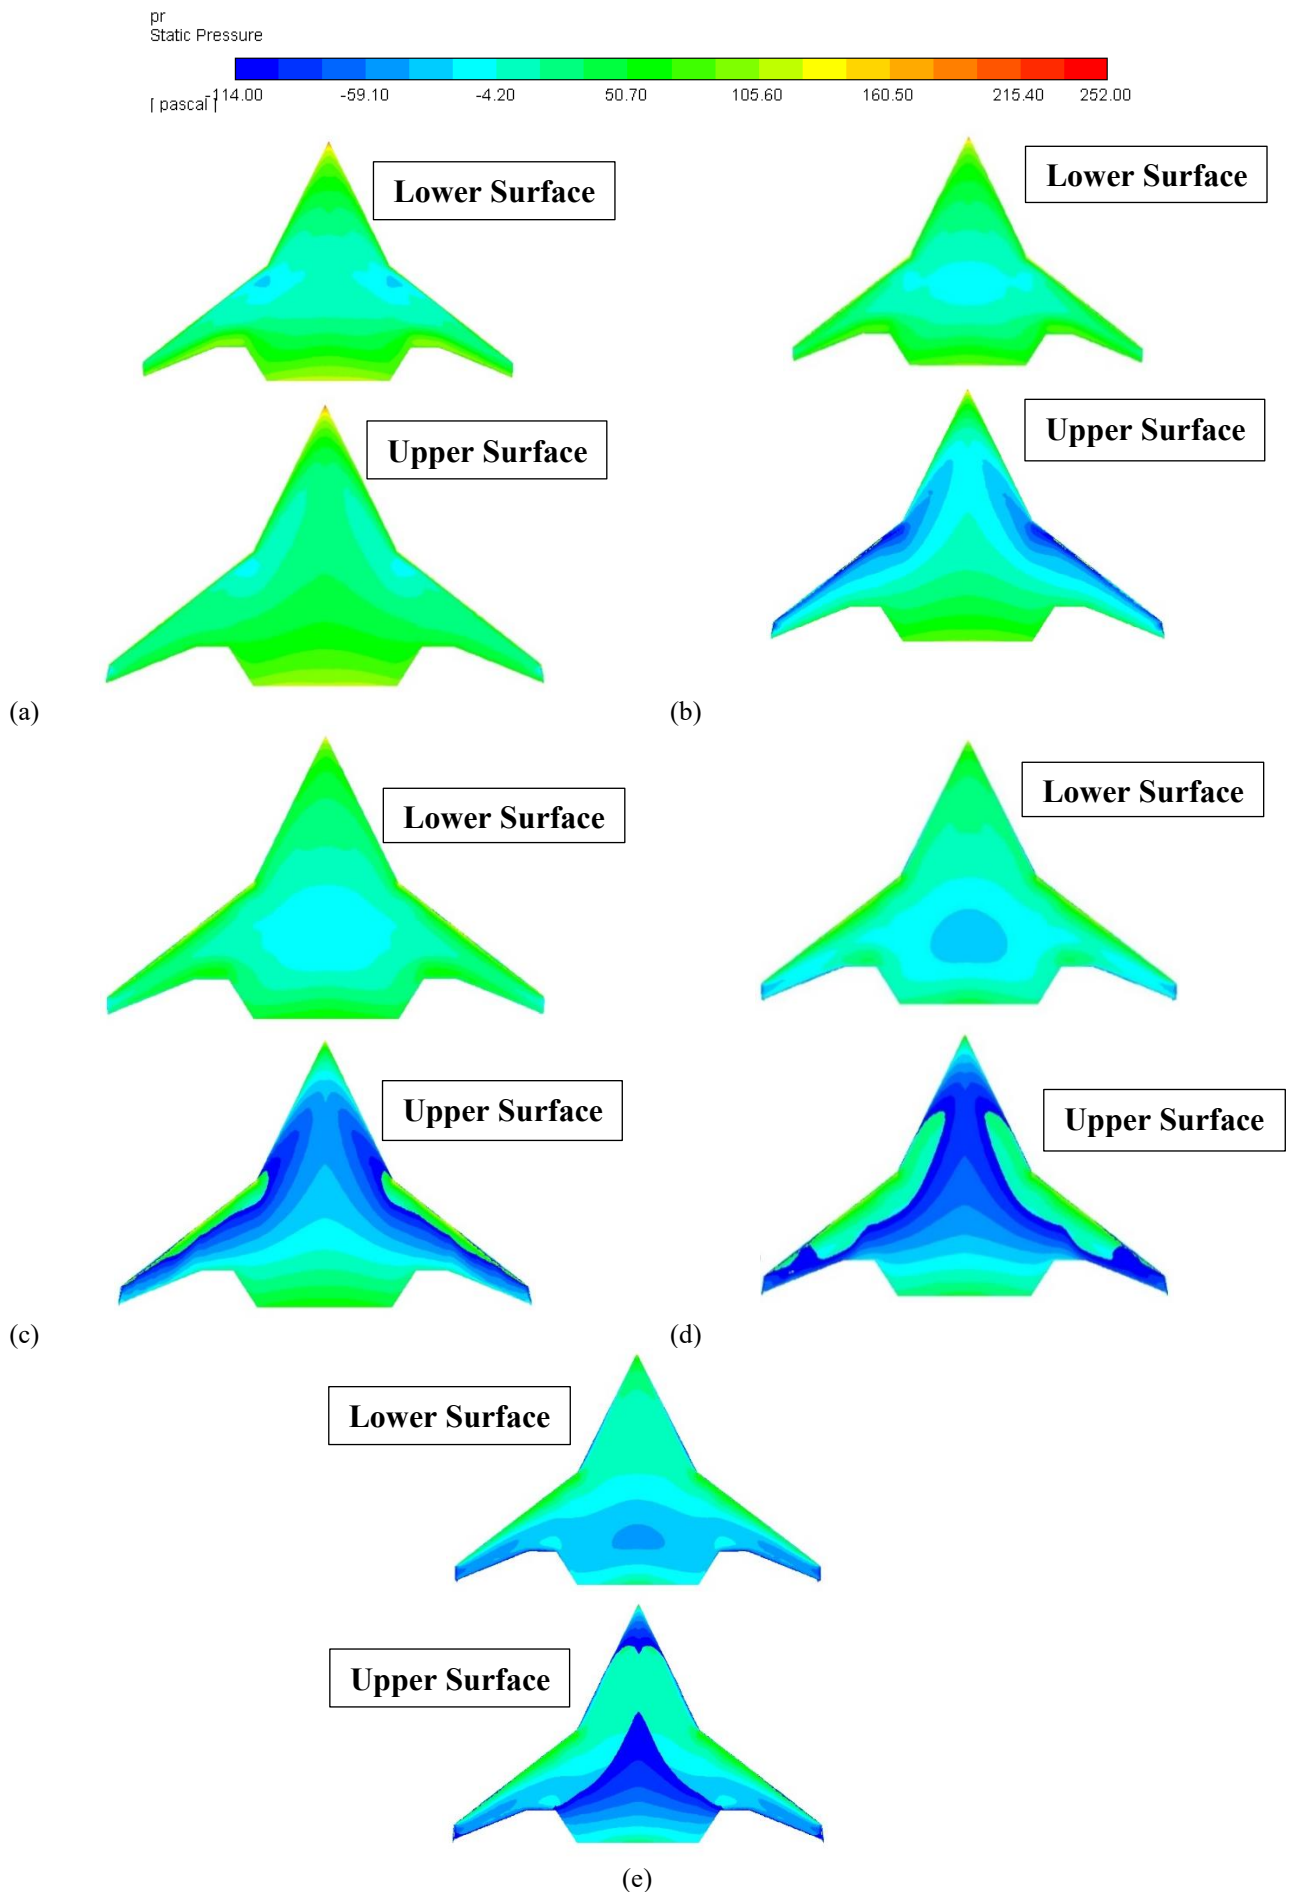 pr
Static Pressure
[ pascal ]
-114.00 -59.10 -4.20 50.70 105.60 160.50 215.40 252.00
Lower Surface
Lower Surface
Upper Surface
Upper Surface
(a)
(b)
Lower Surface
Lower Surface
Upper Surface
Upper Surface
(c)
(d)
Lower Surface
Upper Surface
(e)